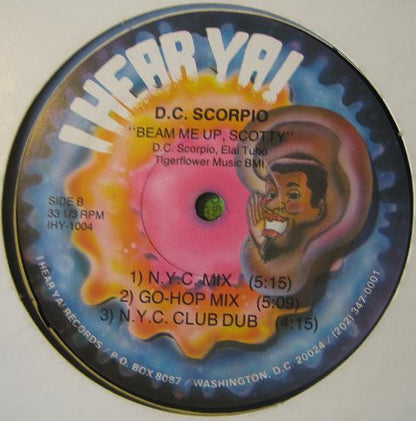 I HEAR YA!
D.C. SCORPIO
"BEAM ME UP, SCOTTY"
D.C. Scorpio, Elai Tubo
Tigerflower Music BMI
SIDE B
33 1/3 RPM
IHY-1004
1) N.Y.C. MIX (5:15)
2) GO-HOP MIX (5:09)
3) N.Y.C. CLUB DUB (4:15)
I HEAR YA! RECORDS / P.O. BOX 8087 / WASHINGTON, D.C. 20024 / (202) 347-0001